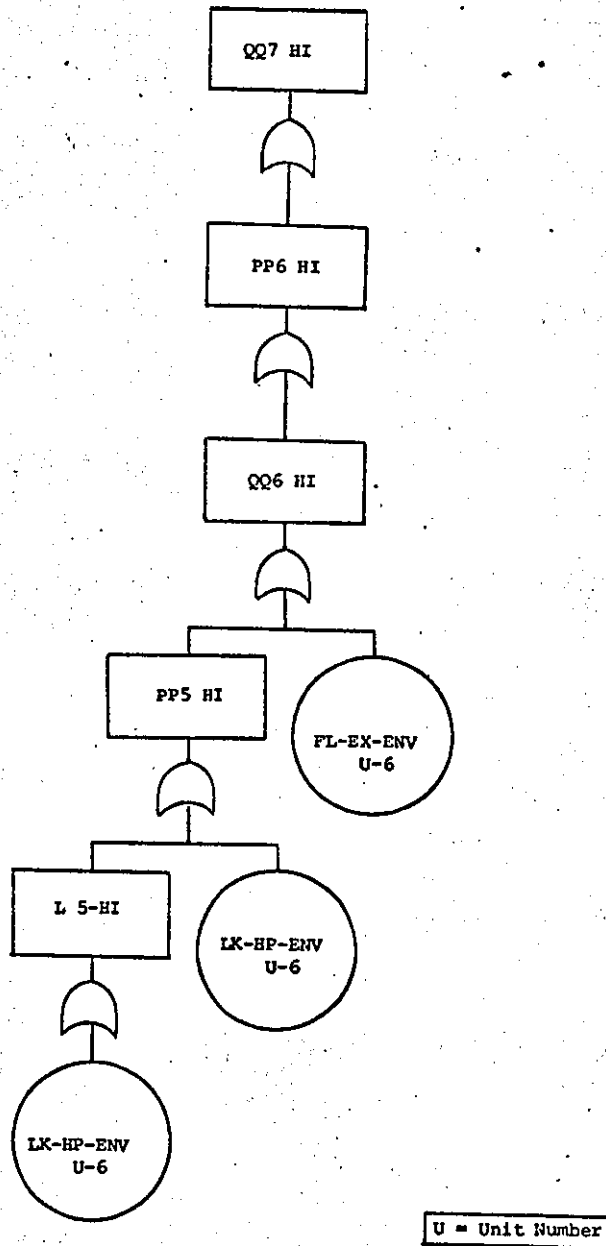 QQ7 HI
PP6 HI
QQ6 HI
PP5 HI
FL-EX-ENV
U-6
L 5-HI
LK-HP-ENV
U-6
LK-HP-ENV
U-6
U = Unit Number